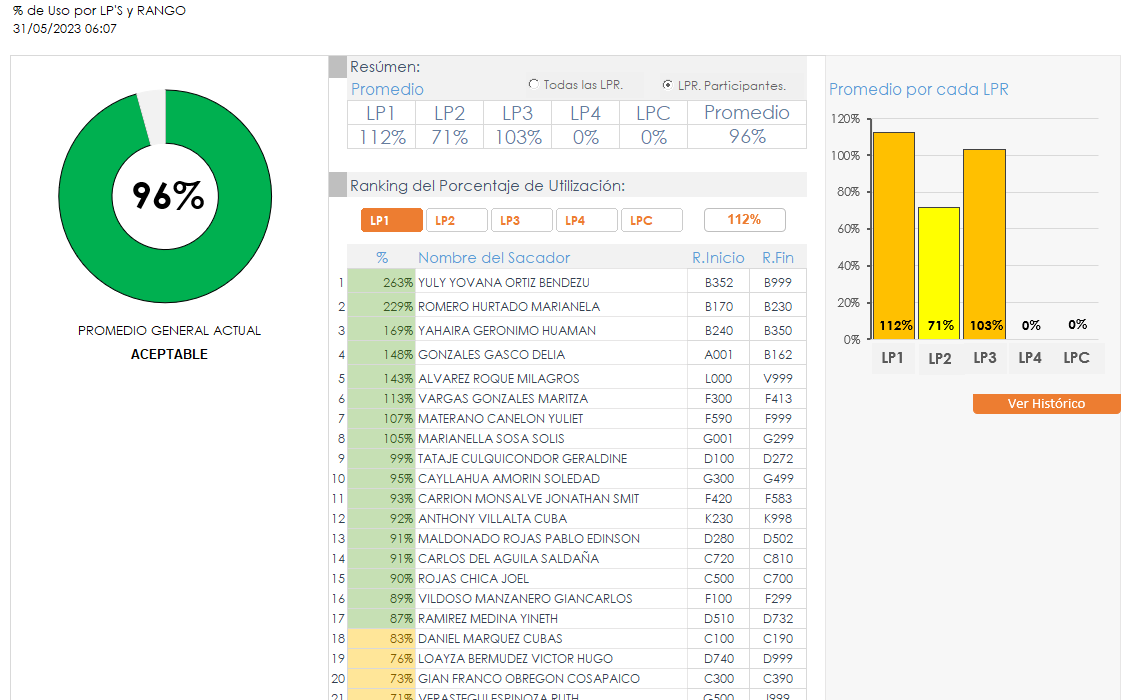 % de Uso por LP'S y RANGO
31/05/2023 06:07
96%
PROMEDIO GENERAL ACTUAL
ACEPTABLE
Resúmen:
Promedio
Todas las LPR.
LPR. Participantes.
LP1 LP2 LP3 LP4 LPC Promedio
112% 71% 103% 0% 0% 96%
Ranking del Porcentaje de Utilización:
LP1 LP2 LP3 LP4 LPC 112%
% Nombre del Sacador R.Inicio R.Fin
1 263% YULY YOVANA ORTIZ BENDEZU B352 B999
2 229% ROMERO HURTADO MARIANELA B170 B230
3 169% YAHAIRA GERONIMO HUAMAN B240 B350
4 148% GONZALES GASCO DELIA A001 B162
5 143% ALVAREZ ROQUE MILAGROS L000 V999
6 113% VARGAS GONZALES MARITZA F300 F413
7 107% MATERANO CANELON YULIET F590 F999
8 105% MARIANELLA SOSA SOLIS G001 G299
9 99% TATAJE CULQUICONDOR GERALDINE D100 D272
10 95% CAYLLAHUA AMORIN SOLEDAD G300 G499
11 93% CARRION MONSALVE JONATHAN SMIT F420 F583
12 92% ANTHONY VILLALTA CUBA K230 K998
13 91% MALDONADO ROJAS PABLO EDINSON D280 D502
14 91% CARLOS DEL AGUILA SALDAÑA C720 C810
15 90% ROJAS CHICA JOEL C500 C700
16 89% VILDOSO MANZANERO GIANCARLOS F100 F299
17 87% RAMIREZ MEDINA YINETH D510 D732
18 83% DANIEL MARQUEZ CUBAS C100 C190
19 76% LOAYZA BERMUDEZ VICTOR HUGO D740 D999
20 73% GIAN FRANCO OBREGON COSAPAICO C300 C390
21 71% VERASTEGUI ESPINOZA RUTH G500 J999
Promedio por cada LPR
120%
100%
80%
60%
40%
20%
0%
112% 71% 103% 0% 0%
LP1 LP2 LP3 LP4 LPC
Ver Histórico